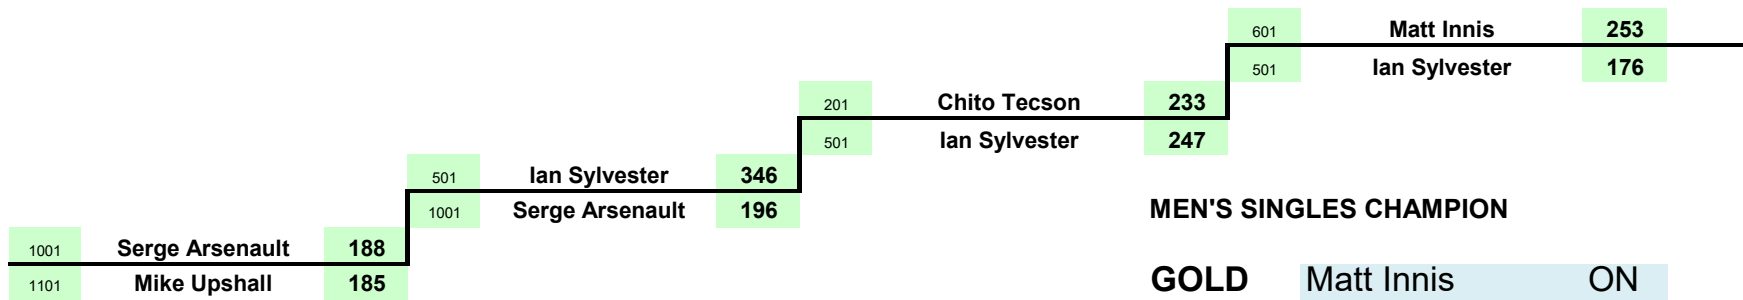 601 Matt Innis 253
501 Ian Sylvester 176
201 Chito Tecson 233
501 Ian Sylvester 247
501 Ian Sylvester 346
1001 Serge Arsenault 196
MEN'S SINGLES CHAMPION
1001 Serge Arsenault 188
1101 Mike Upshall 185
GOLD Matt Innis ON